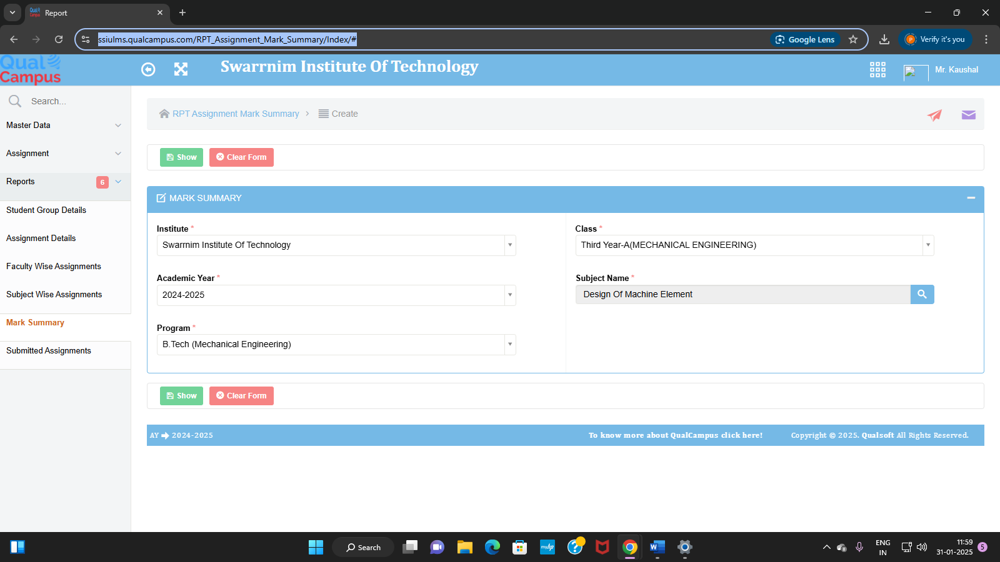 Qual Campus
Report
ssiulms.qualcampus.com/RPT_Assignment_Mark_Summary/Index/#
Google Lens
P
Verify it's you
Qual
Campus
Swarrnim Institute Of Technology
Mr. Kaushal
Search...
RPT Assignment Mark Summary
Create
Master Data
Assignment
Show
Clear Form
Reports
6
MARK SUMMARY
Student Group Details
Institute *
Class *
Assignment Details
Swarrnim Institute Of Technology
Third Year-A(MECHANICAL ENGINEERING)
Faculty Wise Assignments
Academic Year *
Subject Name *
Subject Wise Assignments
2024-2025
Design Of Machine Element
Mark Summary
Program *
B.Tech (Mechanical Engineering)
Submitted Assignments
Show
Clear Form
AY 2024-2025
To know more about QualCampus click here!
Copyright © 2025. Qualsoft All Rights Reserved.
Search
myhp
W
ENG
IN
11:59
31-01-2025
5